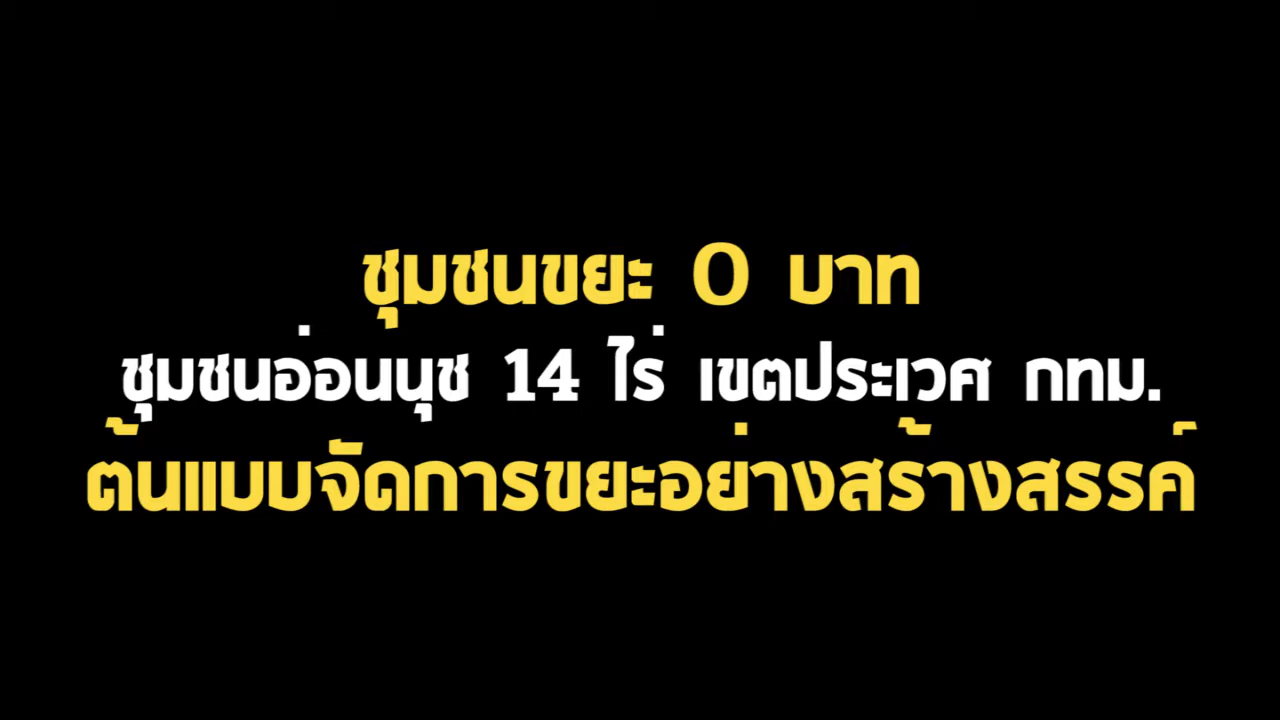 ชุมชนขยะ 0 บาท
ชุมชนอ่อนนุช 14 ไร่ เขตประเวศ กทม.
ต้นแบบจัดการขยะอย่างสร้างสรรค์